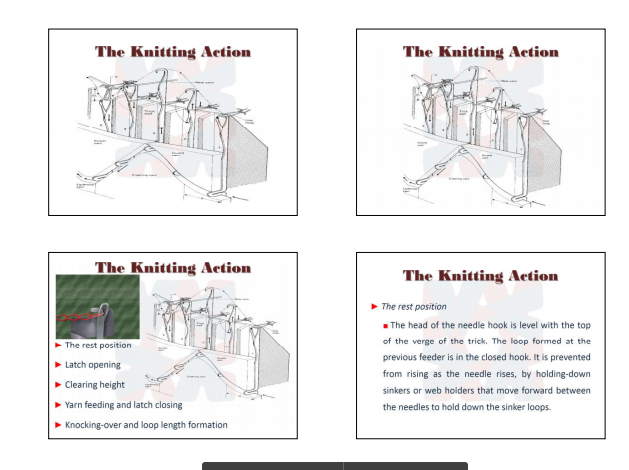 The Knitting Action
The Knitting Action
The Knitting Action
The rest position
Latch opening
Clearing height
Yarn feeding and latch closing
Knocking-over and loop length formation
The Knitting Action
The rest position
The head of the needle hook is level with the top
of the verge of the trick. The loop formed at the
previous feeder is in the closed hook. It is prevented
from rising as the needle rises, by holding-down
sinkers or web holders that move forward between
the needles to hold down the sinker loops.